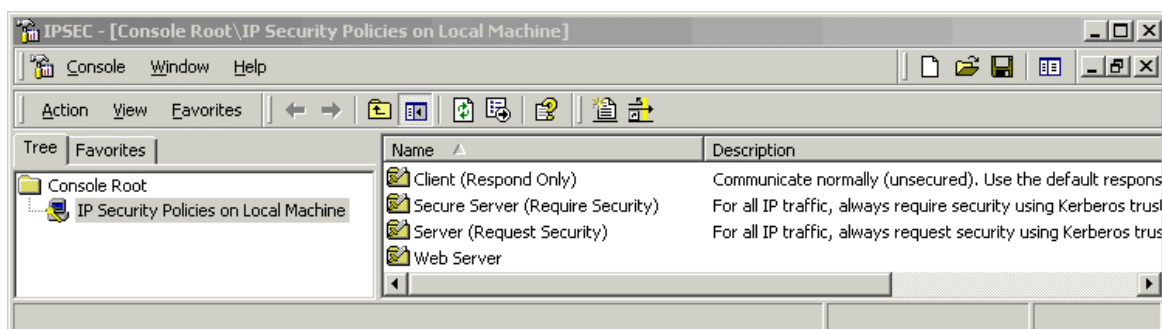 IPSEC - [Console Root\IP Security Policies on Local Machine]
Console Window Help
Action View Favorites
Tree Favorites
Name Description
Console Root
IP Security Policies on Local Machine
Client (Respond Only) Communicate normally (unsecured). Use the default respons
Secure Server (Require Security) For all IP traffic, always require security using Kerberos trust
Server (Request Security) For all IP traffic, always request security using Kerberos trus
Web Server